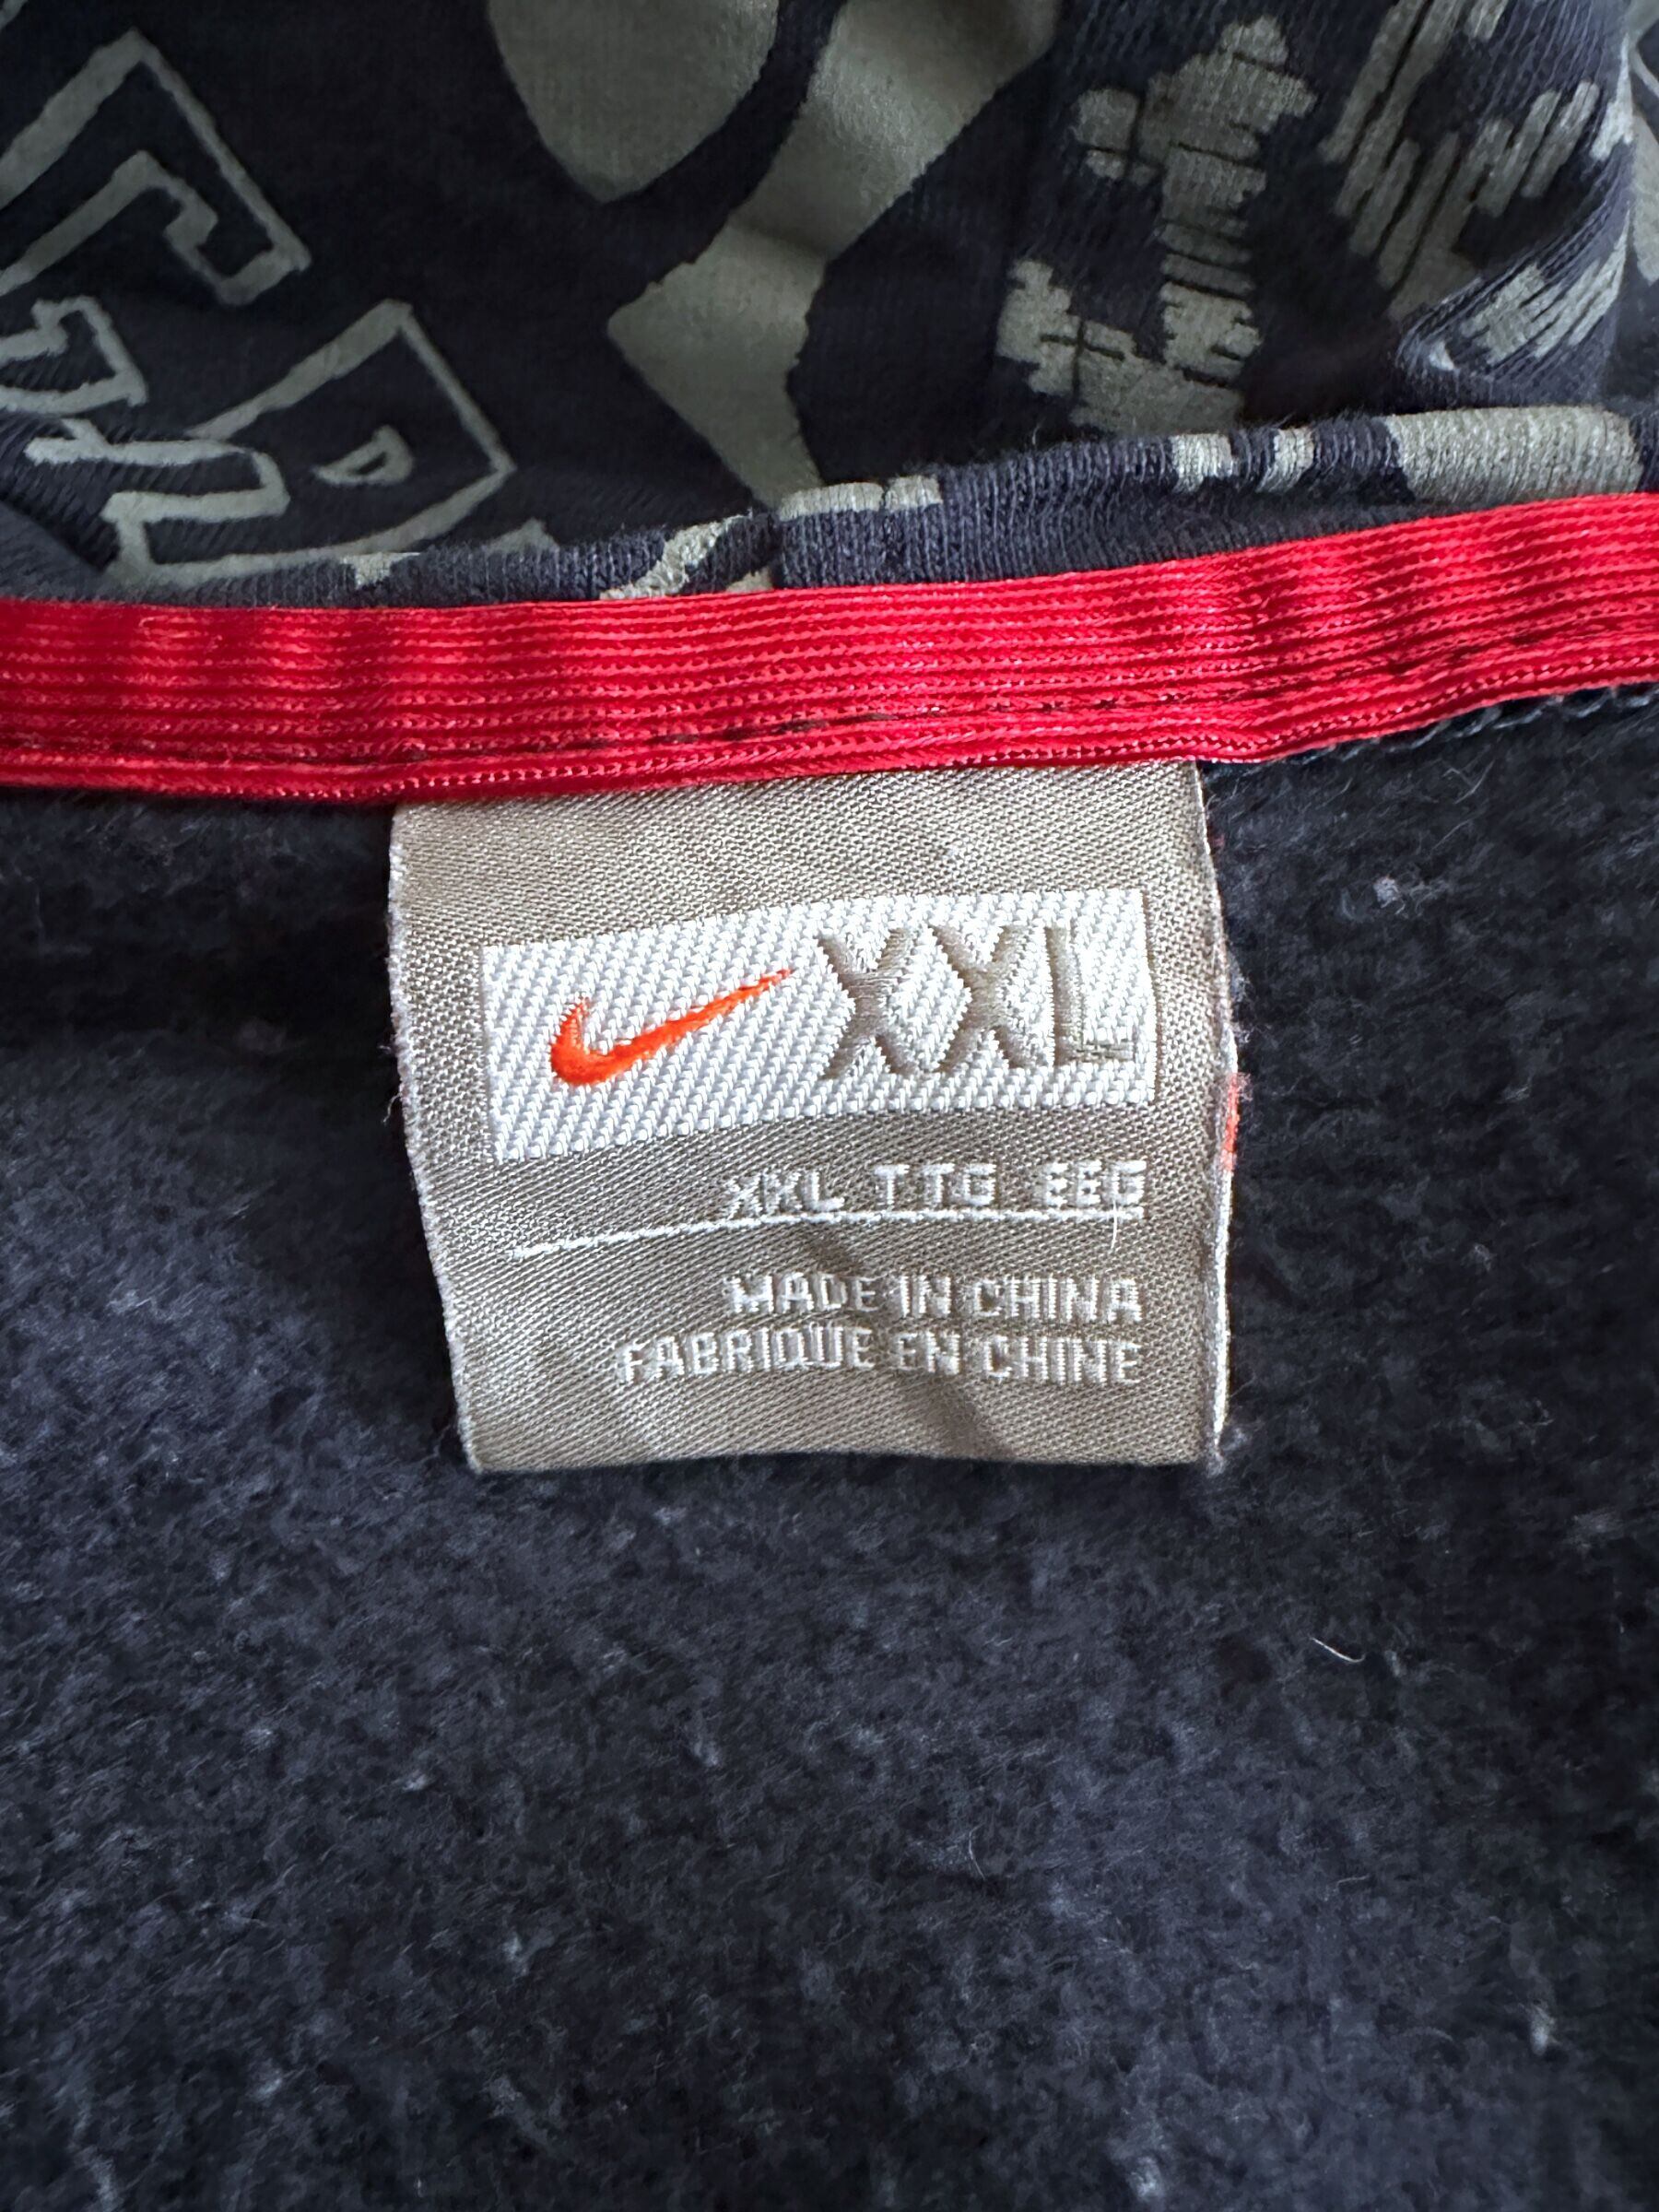 XXL
XXL TTG EEG
MADE IN CHINA
FABRIQUE EN CHINE